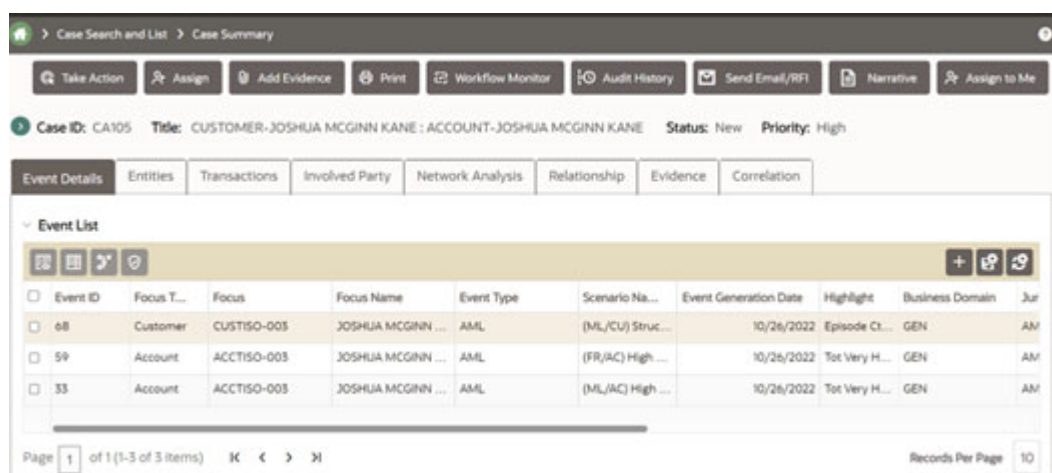 Case Search and List > Case Summary
Take Action Assign Add Evidence Print Workflow Monitor Audit History Send Email/RFI Narrative Assign to Me
Case ID: CA105 Title: CUSTOMER-JOSHUA MCGINN KANE : ACCOUNT-JOSHUA MCGINN KANE Status: New Priority: High
Event Details Entities Transactions Involved Party Network Analysis Relationship Evidence Correlation
Event List
Event ID Focus T... Focus Focus Name Event Type Scenario Na... Event Generation Date Highlight Business Domain Jur
68 Customer CUSTISO-003 JOSHUA MCGINN ... AML (ML/CU) Struc... 10/26/2022 Episode Ct... GEN AM
59 Account ACCTISO-003 JOSHUA MCGINN ... AML (FR/AC) High ... 10/26/2022 Tot Very H... GEN AM
33 Account ACCTISO-003 JOSHUA MCGINN ... AML (ML/AC) High ... 10/26/2022 Tot Very H... GEN AM
Page 1 of 1 (1-3 of 3 items) Records Per Page 10